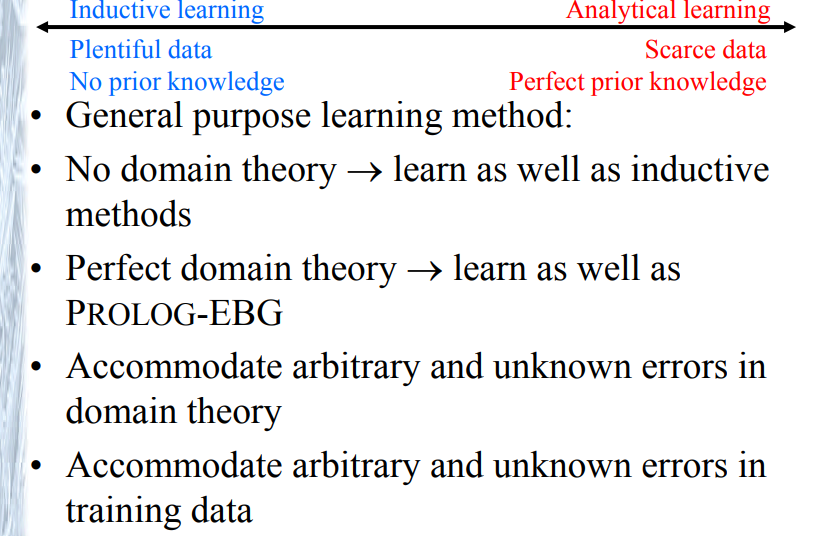 Inductive learning Analytical learning
Plentiful data Scarce data
No prior knowledge Perfect prior knowledge
• General purpose learning method:
• No domain theory → learn as well as inductive
methods
• Perfect domain theory → learn as well as
PROLOG-EBG
• Accommodate arbitrary and unknown errors in
domain theory
• Accommodate arbitrary and unknown errors in
training data